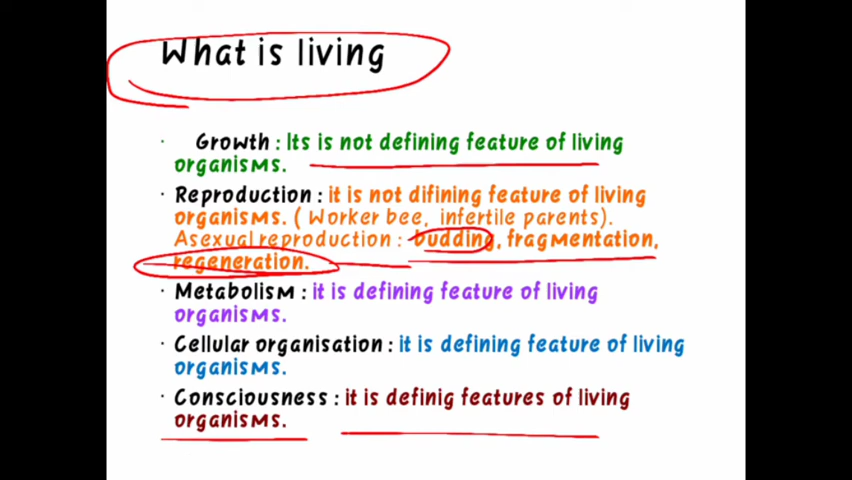 What is living
· Growth : Its is not defining feature of living
organisms.
· Reproduction : it is not difining feature of living
organisms. ( Worker bee, infertile parents).
Asexual reproduction : budding, fragmentation,
regeneration.
· Metabolism : it is defining feature of living
organisms.
· Cellular organisation : it is defining feature of living
organisms.
· Consciousness : it is definig features of living
organisms.